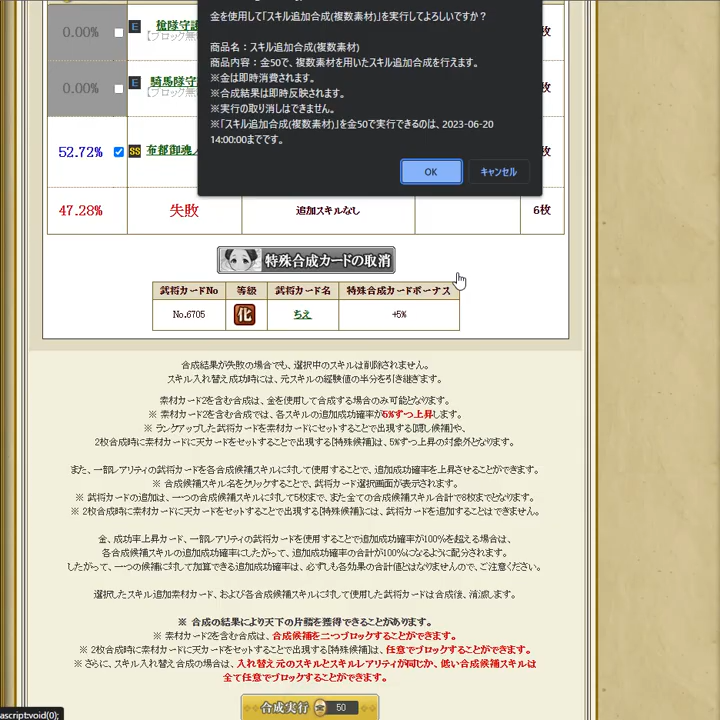 金を使用して「スキル追加合成(複数素材)」を実行してよろしいですか？
商品名：スキル追加合成(複数素材)
商品内容：金50で、複数素材を用いたスキル追加合成を行えます。
※金は即時消費されます。
※合成結果は即時反映されます。
※実行の取り消しはできません。
※「スキル追加合成(複数素材)」を金50で実行できるのは、2023-06-20
14:00:00までです。
OK
キャンセル
0.00%
E
槍隊守護
【ブロック無
枚
0.00%
E
騎馬隊守
【ブロック無
枚
52.72%
SS
布都御魂
枚
47.28%
失敗
追加スキルなし
6枚
特殊合成カードの取消
武将カードNo 等級 武将カード名 特殊合成カードボーナス
No.6705 化 ちえ +5%
合成結果が失敗の場合でも、選択中のスキルは削除されません。
スキル入れ替え成功時には、元スキルの経験値の半分を引き継ぎます。
素材カード2を含む合成は、金を使用して合成する場合のみ可能となります。
※ 素材カード2を含む合成では、各スキルの追加成功確率が5%ずつ上昇します。
※ ランクアップした武将カードを素材カードにセットすることで出現する[隠し候補]や、
2枚合成時に素材カードに天カードをセットすることで出現する[特殊候補]は、5%ずつ上昇の対象外となります。
また、一部レアリティの武将カードを各合成候補スキルに対して使用することで、追加成功確率を上昇させることができます。
※ 合成候補スキル名をクリックすることで、武将カード選択画面が表示されます。
※ 武将カードの追加は、一つの合成候補スキルに対して5枚まで、また全ての合成候補スキル合計で8枚までとなります。
※ 2枚合成時に素材カードに天カードをセットすることで出現する[特殊候補]には、武将カードを追加することはできません。
金、成功率上昇カード、一部レアリティの武将カードを使用することで追加成功確率が100%を超える場合は、
各合成候補スキルの追加成功確率にしたがって、追加成功確率の合計が100%になるように配分されます。
したがって、一つの候補に対して加算できる追加成功確率は、必ずしも各効果の合計値とはなりませんので、ご注意ください。
選択したスキル追加素材カード、および各合成候補スキルに対して使用した武将カードは合成後、消滅します。
※ 合成の結果により天下の片鱗を獲得できることがあります。
※ 素材カード2を含む合成は、合成候補を二つブロックすることができます。
※ 2枚合成時に素材カードに天カードをセットすることで出現する[特殊候補]は、任意でブロックすることができます。
※ さらに、スキル入れ替え合成の場合は、入れ替え元のスキルとスキルレアリティが同じか、低い合成候補スキルは
全て任意でブロックすることができます。
合成実行 金 50
ascript:void(0);